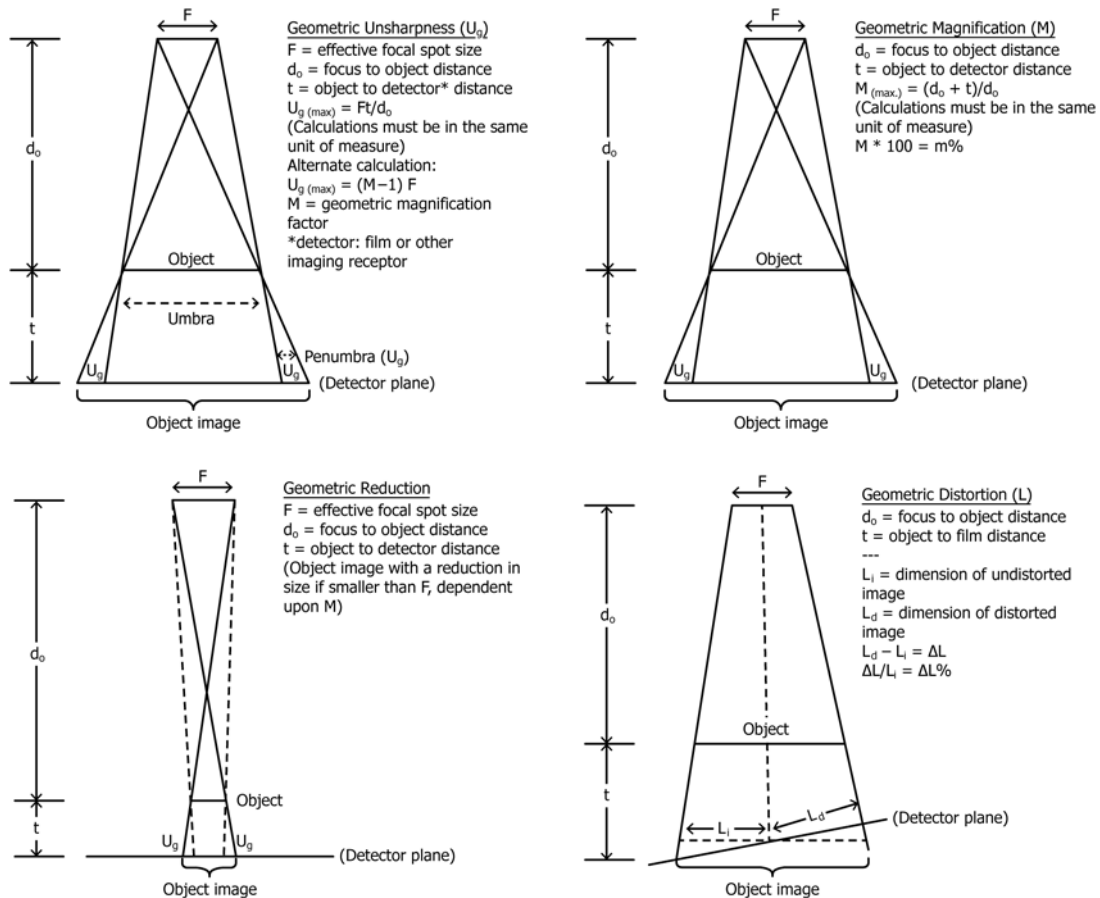 F
Geometric Unsharpness (Ug)
F = effective focal spot size
do = focus to object distance
t = object to detector* distance
Ug (max) = Ft/do
(Calculations must be in the same
unit of measure)
Alternate calculation:
Ug (max) = (M−1) F
M = geometric magnification
factor
*detector: film or other
imaging receptor
do
Object
Umbra
t
Penumbra (Ug)
Ug
Ug
(Detector plane)
Object image
F
Geometric Magnification (M)
do = focus to object distance
t = object to detector distance
M (max.) = (do + t)/do
(Calculations must be in the same
unit of measure)
M * 100 = m%
do
Object
t
Ug
Ug
(Detector plane)
Object image
F
Geometric Reduction
F = effective focal spot size
do = focus to object distance
t = object to detector distance
(Object image with a reduction in
size if smaller than F, dependent
upon M)
do
Object
t
Ug
Ug
(Detector plane)
Object image
F
Geometric Distortion (L)
do = focus to object distance
t = object to film distance
---
Li = dimension of undistorted
image
Ld = dimension of distorted
image
Ld − Li = ΔL
ΔL/Li = ΔL%
do
Object
t
Li
Ld
(Detector plane)
Object image